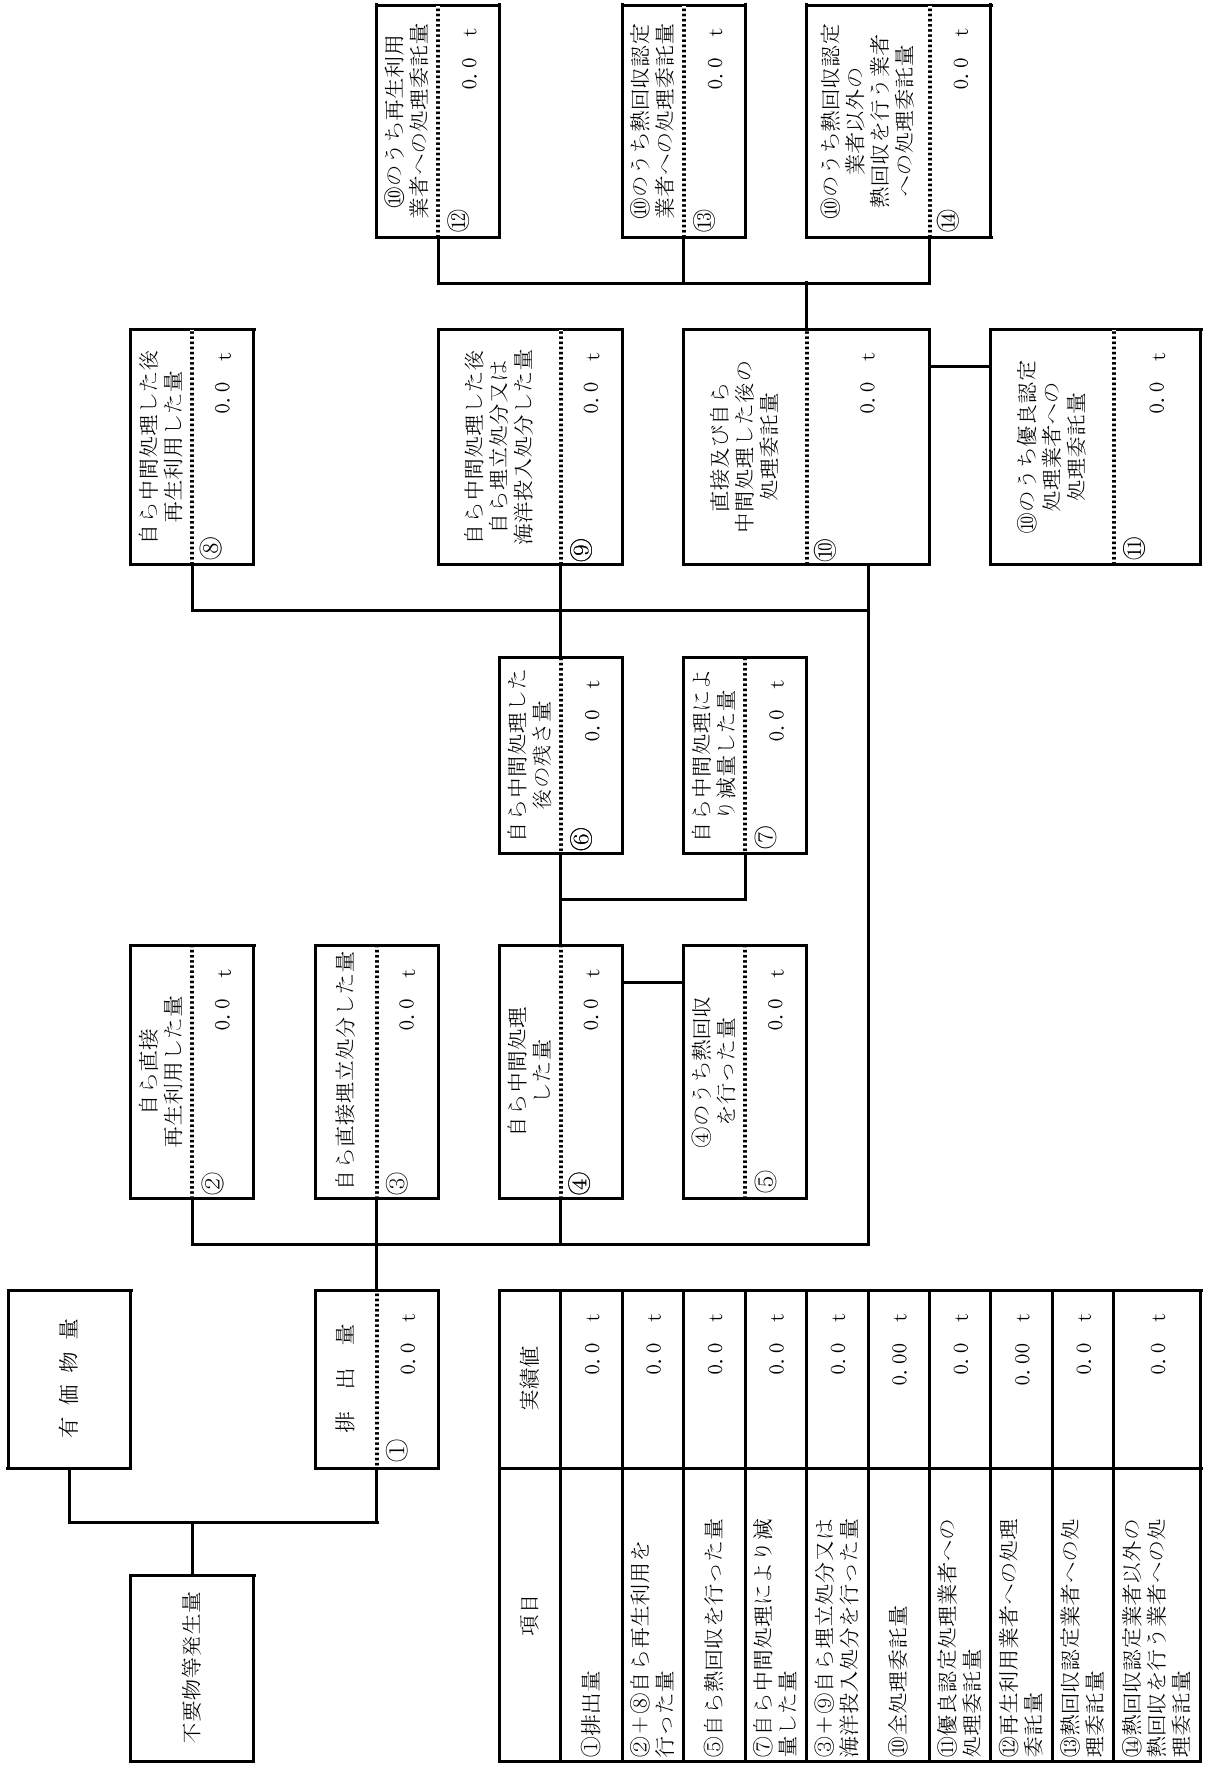 不要物等発生量
有 価 物 量
排 出 量
①
0.0 t
自ら直接
再生利用した量
②
0.0 t
自ら直接埋立処分した量
③
0.0 t
自ら中間処理
した量
④
0.0 t
④のうち熱回収
を行った量
⑤
0.0 t
自ら中間処理した
後の残さ量
⑥
0.0 t
自ら中間処理によ
り減量した量
⑦
0.0 t
自ら中間処理した後
再生利用した量
⑧
0.0 t
自ら中間処理した後
自ら埋立処分又は
海洋投入処分した量
⑨
0.0 t
直接及び自ら
中間処理した後の
処理委託量
⑩
0.0 t
⑩のうち優良認定
処理業者への
処理委託量
⑪
0.0 t
⑩のうち再生利用
業者への処理委託量
⑫
0.0 t
⑩のうち熱回収認定
業者への処理委託量
⑬
0.0 t
⑩のうち熱回収認定
業者以外の
熱回収を行う業者
への処理委託量
⑭
0.0 t
項目 実績値
①排出量 0.0 t
②＋⑧自ら再生利用を
行った量 0.0 t
⑤自ら熱回収を行った量 0.0 t
⑦自ら中間処理により減
量した量 0.0 t
③＋⑨自ら埋立処分又は
海洋投入処分を行った量 0.0 t
⑩全処理委託量 0.00 t
⑪優良認定処理業者への
処理委託量 0.0 t
⑫再生利用業者への処理
委託量 0.00 t
⑬熱回収認定業者への処
理委託量 0.0 t
⑭熱回収認定業者以外の
熱回収を行う業者への処
理委託量 0.0 t